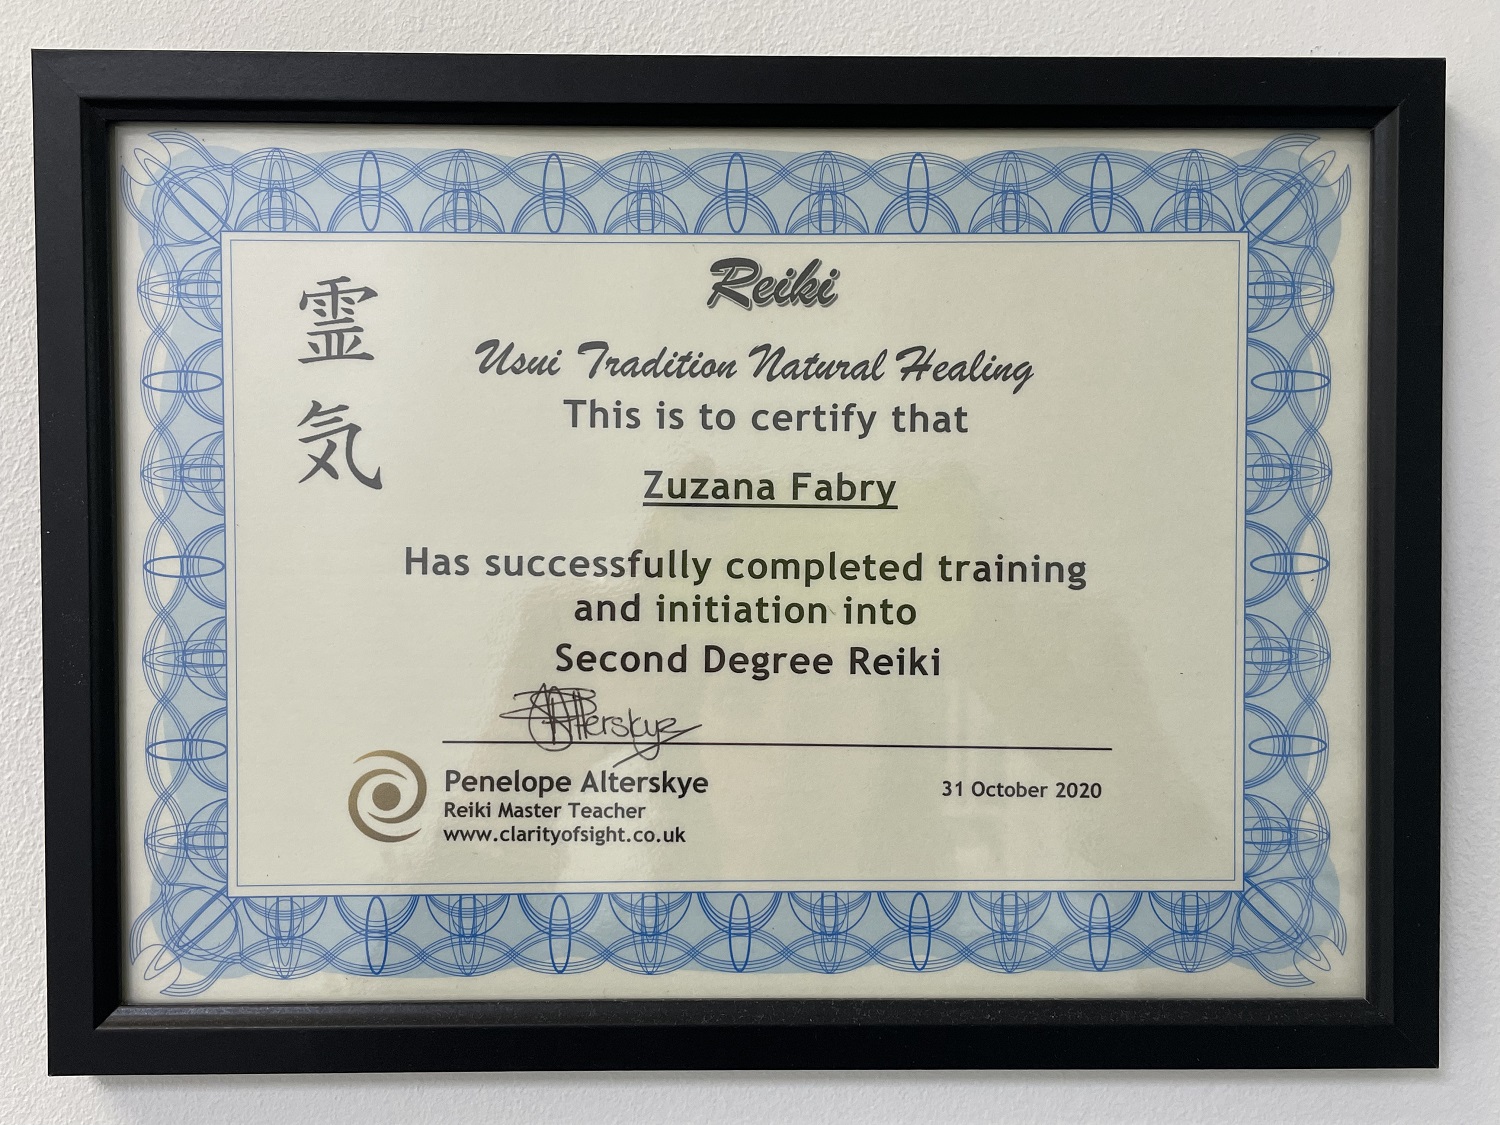 霊気
Reiki
Usui Tradition Natural Healing
This is to certify that
Zuzana Fabry
Has successfully completed training
and initiation into
Second Degree Reiki
Alterskye
Penelope Alterskye
Reiki Master Teacher
www.clarityofsight.co.uk
31 October 2020